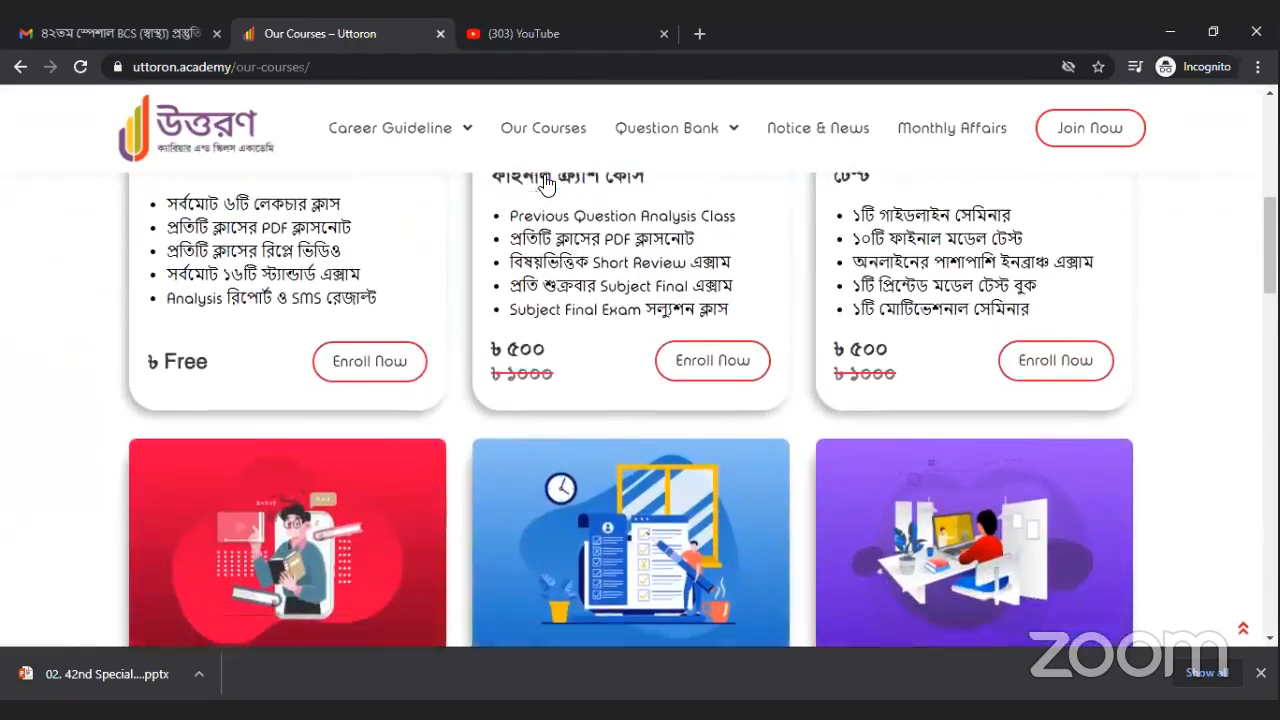 ৪২তম স্পেশাল BCS (স্বাস্থ্য) প্রস্তুতি
Our Courses – Uttoron
(303) YouTube
uttoron.academy/our-courses/
Incognito
উত্তরণ
ক্যারিয়ার এন্ড স্কিলস একাডেমি
Career Guideline
Our Courses
Question Bank
Notice & News
Monthly Affairs
Join Now
সর্বমোট ৬টি লেকচার ক্লাস
প্রতিটি ক্লাসের PDF ক্লাসনোট
প্রতিটি ক্লাসের রিপ্লে ভিডিও
সর্বমোট ১৬টি স্ট্যান্ডার্ড এক্সাম
Analysis রিপোর্ট ও SMS রেজাল্ট
৳ Free
Enroll Now
ফাইনাল ক্র্যাশ কোর্স
Previous Question Analysis Class
প্রতিটি ক্লাসের PDF ক্লাসনোট
বিষয়ভিত্তিক Short Review এক্সাম
প্রতি শুক্রবার Subject Final এক্সাম
Subject Final Exam সল্যুশন ক্লাস
৳ ৫০০
৳ ১০০০
Enroll Now
টেস্ট
১টি গাইডলাইন সেমিনার
১০টি ফাইনাল মডেল টেস্ট
অনলাইনের পাশাপাশি ইনব্রাঞ্চ এক্সাম
১টি প্রিন্টেড মডেল টেস্ট বুক
১টি মোটিভেশনাল সেমিনার
৳ ৫০০
৳ ১০০০
Enroll Now
zoom
02. 42nd Special....pptx
Show all